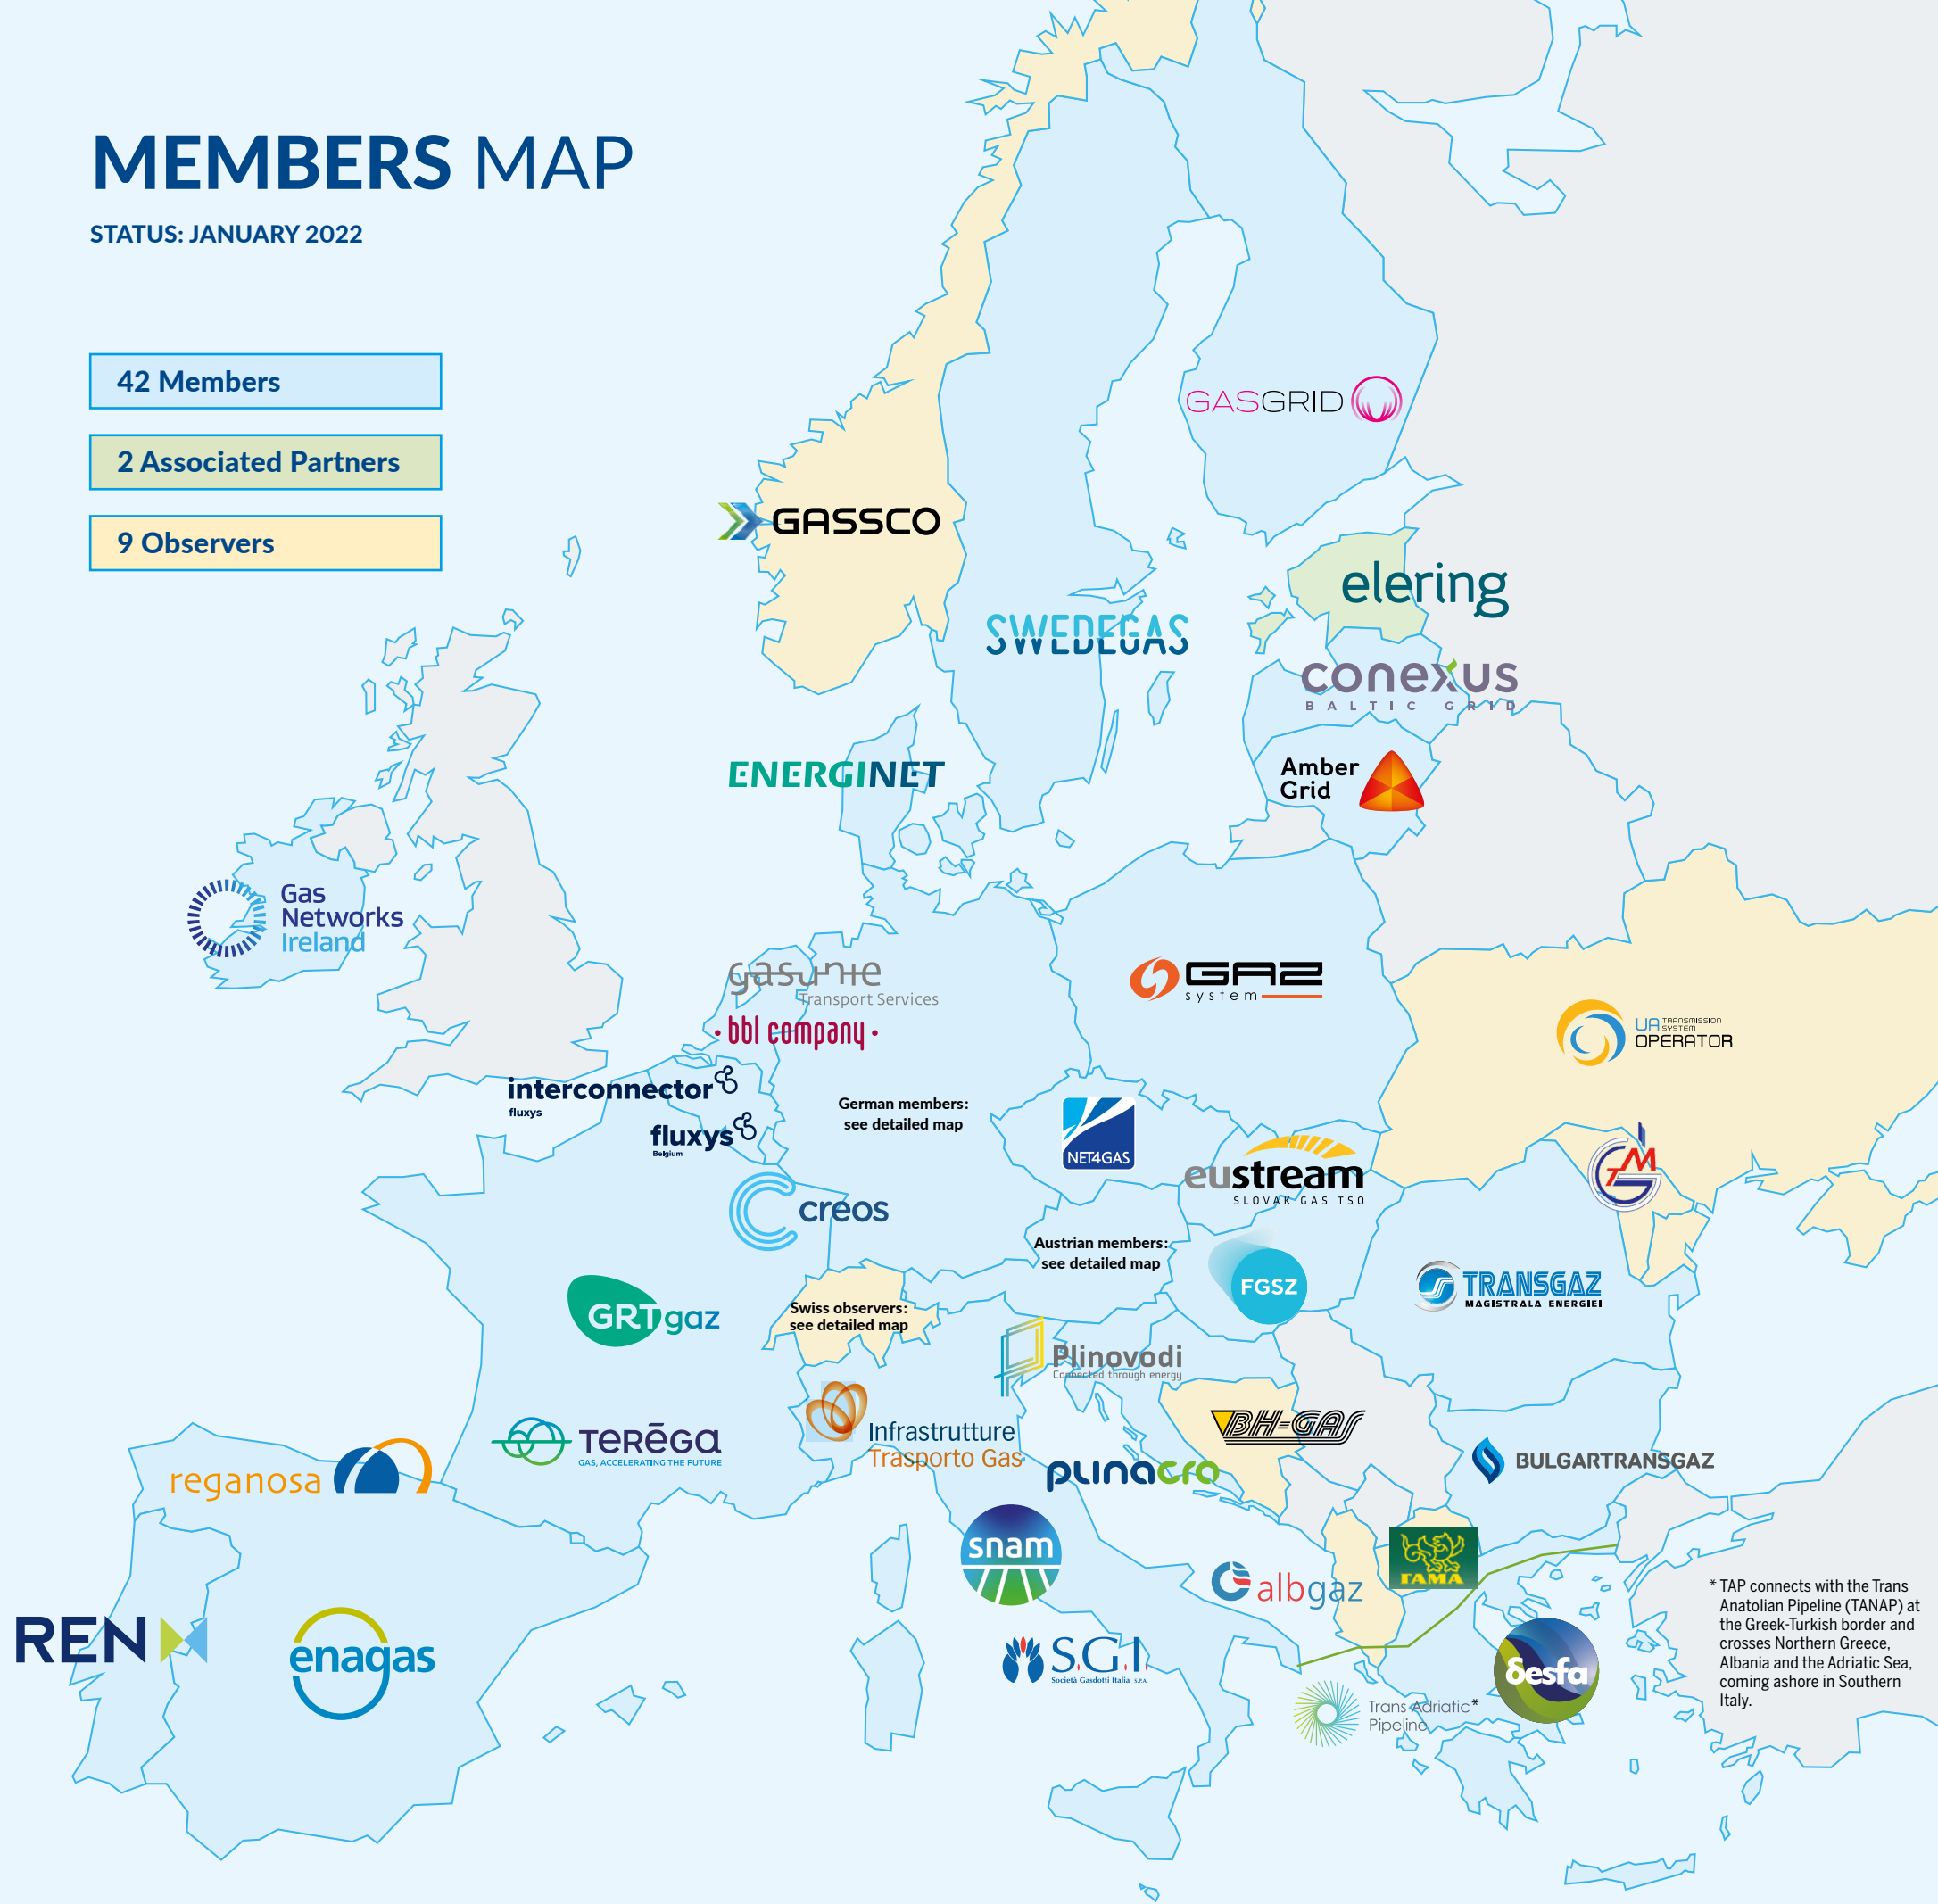 MEMBERS MAP
STATUS: JANUARY 2022
42 Members
2 Associated Partners
9 Observers
GASGRID
GASSCO
elering
SWEDEGAS
conexus
BALTIC GRID
ENERGINET
Amber
Grid
Gas
Networks
Ireland
gasunie
Transport Services
bbl company
GAZ
system
UA TRANSMISSION
SYSTEM
OPERATOR
interconnector
fluxys
fluxys
Belgium
German members:
see detailed map
NET4GAS
eustream
SLOVAK GAS TSO
creos
Austrian members:
see detailed map
FGSZ
TRANSGAZ
MAGISTRALA ENERGIEI
GRTgaz
Swiss observers:
see detailed map
Plinovodi
Connected through energy
BH-GAS
Infrastrutture
Trasporto Gas
TERĒGA
GAS, ACCELERATING THE FUTURE
reganosa
plinacro
BULGARTRANSGAZ
snam
ГАМА
albgaz
REN
enagas
S.G.I.
Società Gasdotti Italia S.P.A.
desfa
Trans Adriatic*
Pipeline
* TAP connects with the Trans
Anatolian Pipeline (TANAP) at
the Greek-Turkish border and
crosses Northern Greece,
Albania and the Adriatic Sea,
coming ashore in Southern
Italy.